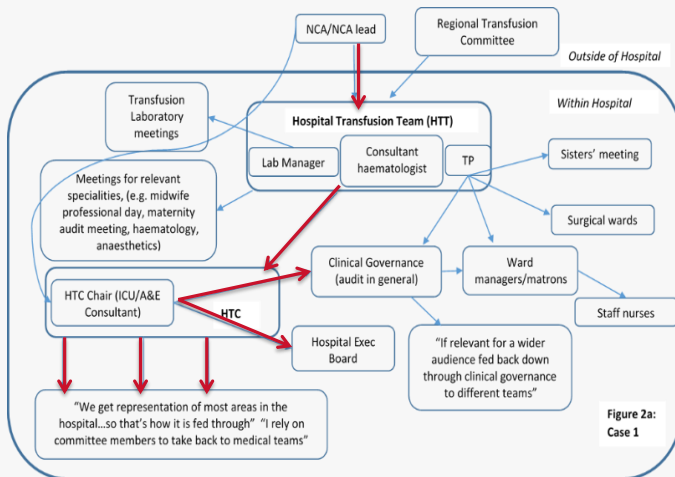 NCA/NCA lead
Regional Transfusion
Committee
Outside of Hospital
Within Hospital
Transfusion
Laboratory
meetings
Hospital Transfusion Team (HTT)
Lab Manager
Consultant
haematologist
TP
Sisters’ meeting
Meetings for relevant
specialities, (e.g. midwife
professional day, maternity
audit meeting, haematology,
anaesthetics)
Surgical wards
Clinical Governance
(audit in general)
Ward
managers/matrons
HTC Chair (ICU/A&E
Consultant)
HTC
Staff nurses
Hospital Exec
Board
“If relevant for a wider
audience fed back down
through clinical governance
to different teams”
“We get representation of most areas in the
hospital...so that’s how it is fed through” “I rely on
committee members to take back to medical teams”
Figure 2a:
Case 1